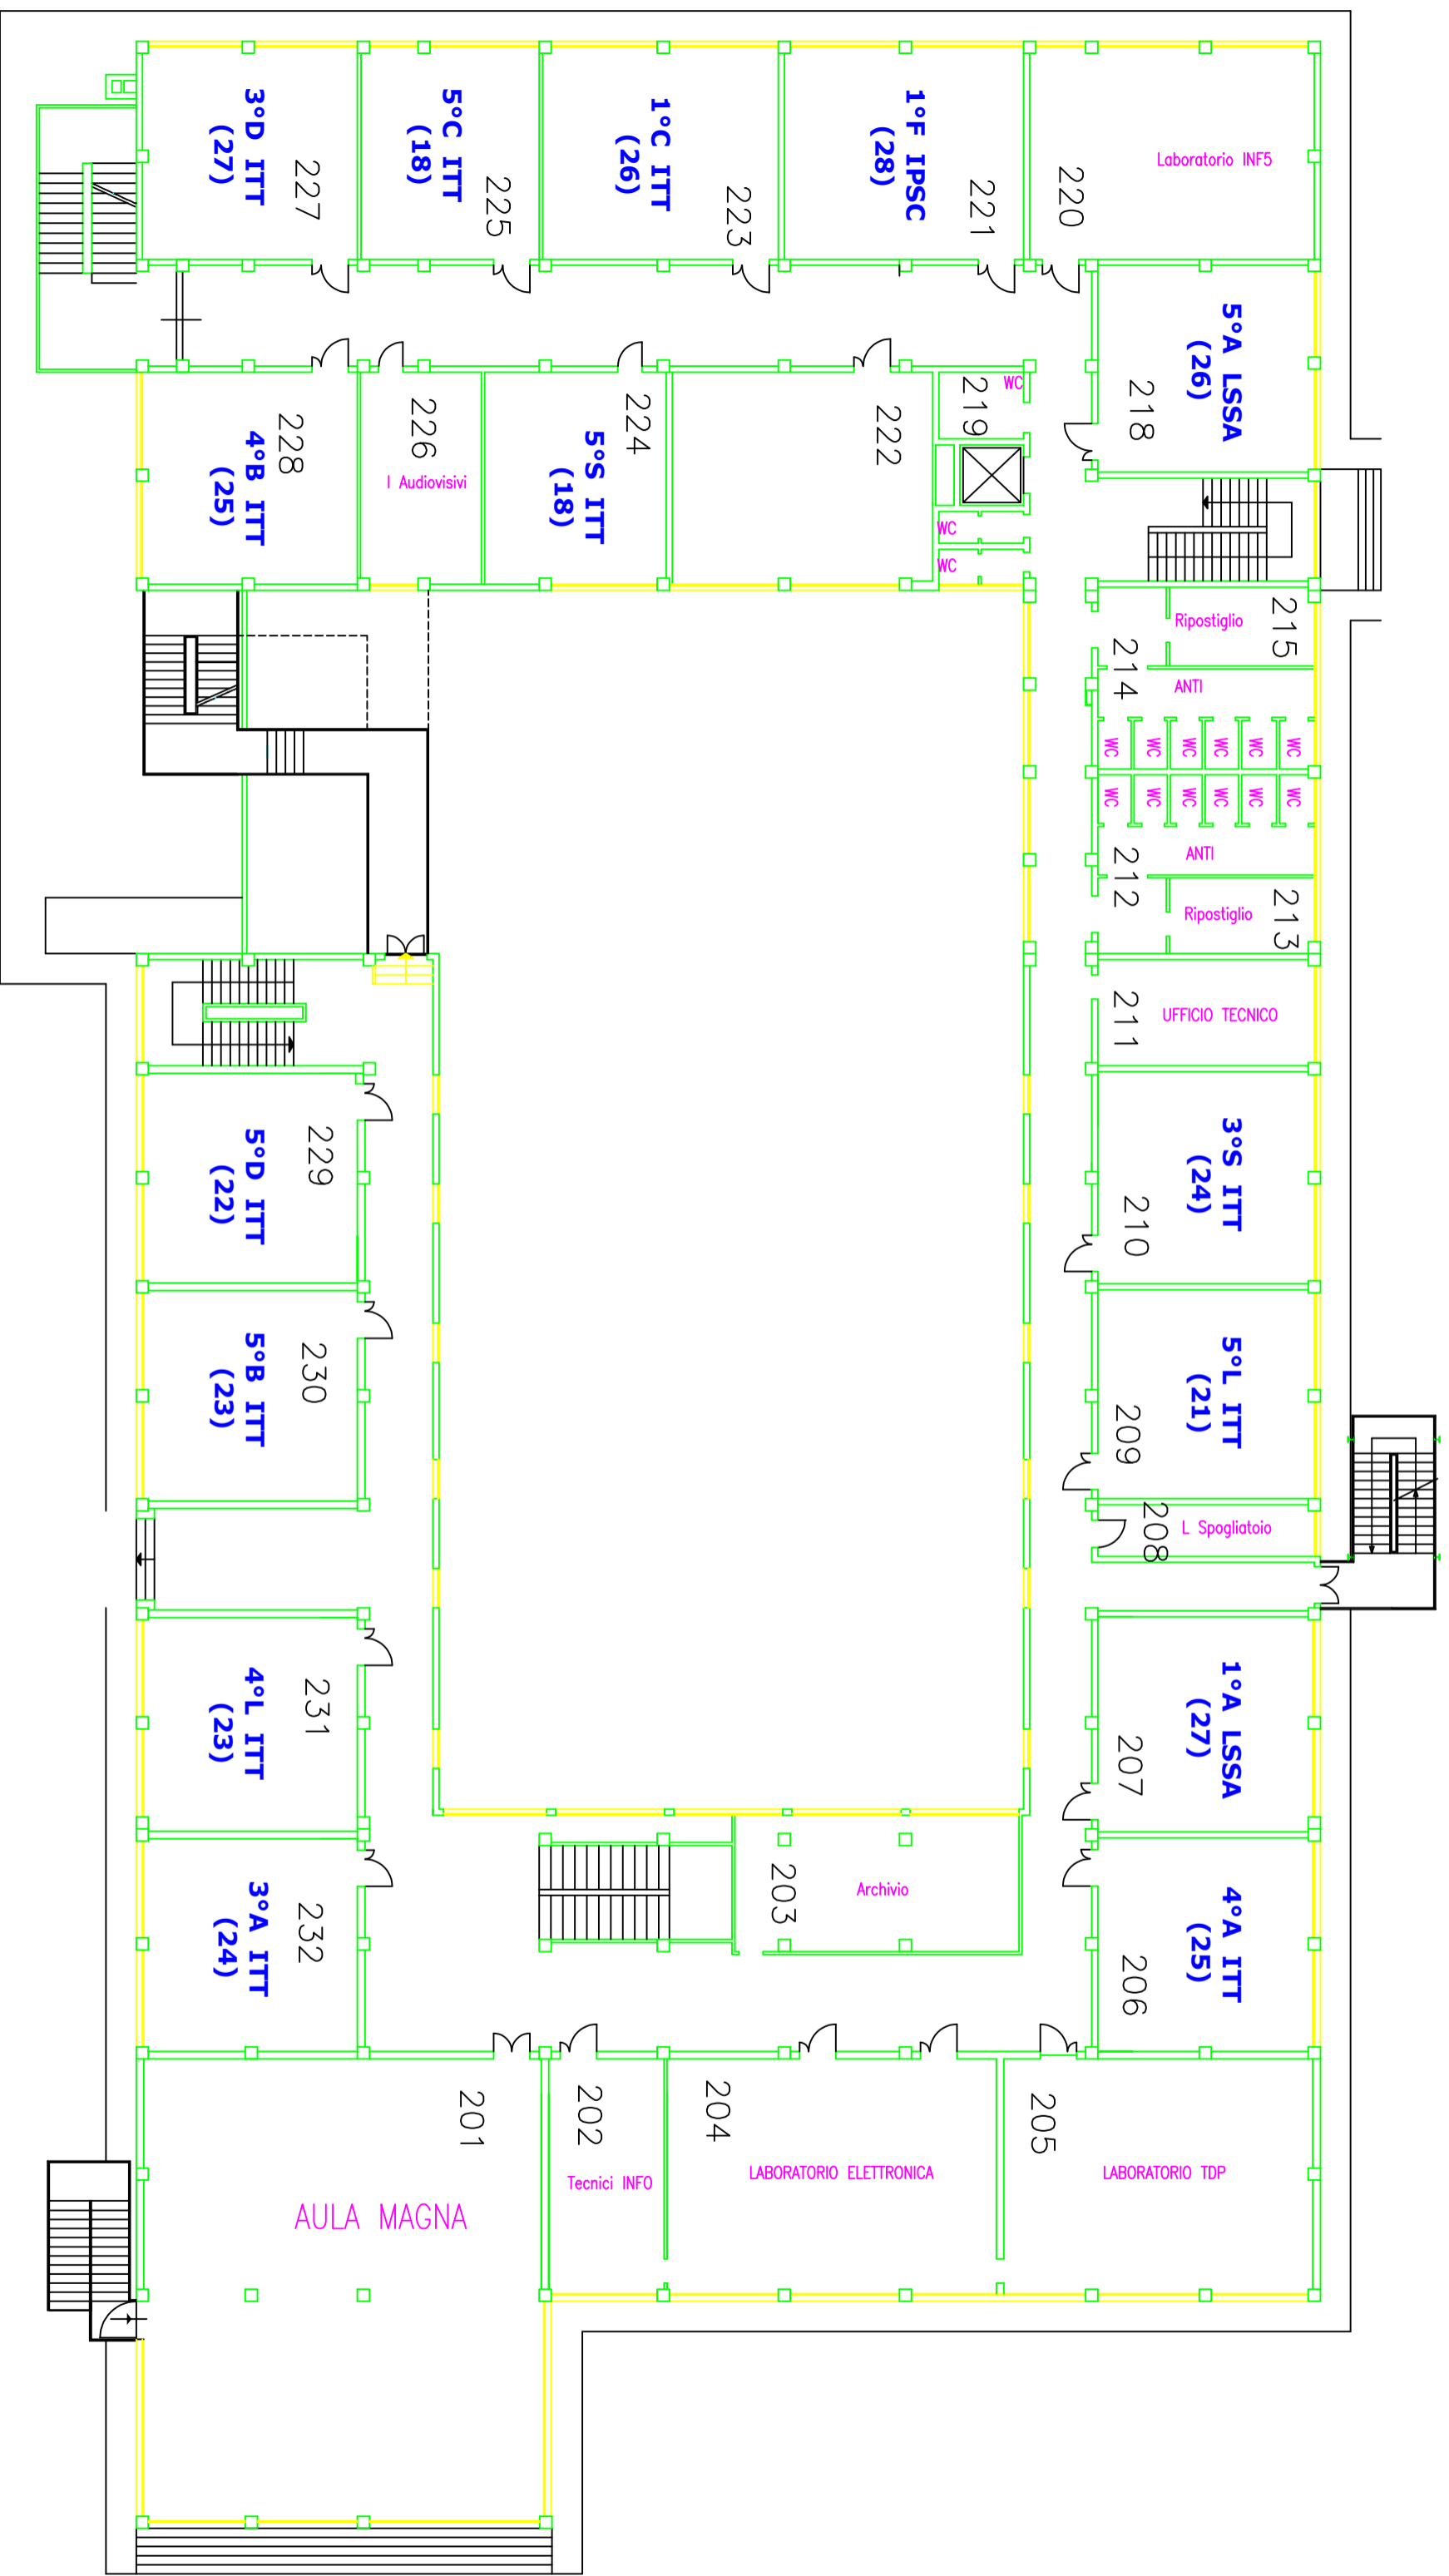 3°D ITT
(27)
227
5°C ITT
(18)
225
1°C ITT
(26)
223
1°F IPSC
(28)
221
220
Laboratorio INF5
5°A LSSA
(26)
218
228
4°B ITT
(25)
226
I Audiovisivi
224
5°S ITT
(18)
222
219
WC
WC
WC
215
Ripostiglio
214
ANTI
WC
WC
WC
WC
WC
WC
WC
WC
WC
WC
WC
WC
ANTI
212
213
Ripostiglio
211
UFFICIO TECNICO
3°S ITT
(24)
210
5°L ITT
(21)
209
208
L Spogliatoio
229
5°D ITT
(22)
230
5°B ITT
(23)
231
4°L ITT
(23)
232
3°A ITT
(24)
1°A LSSA
(27)
207
4°A ITT
(25)
206
203
Archivio
201
AULA MAGNA
202
Tecnici INFO
204
LABORATORIO ELETTRONICA
205
LABORATORIO TDP